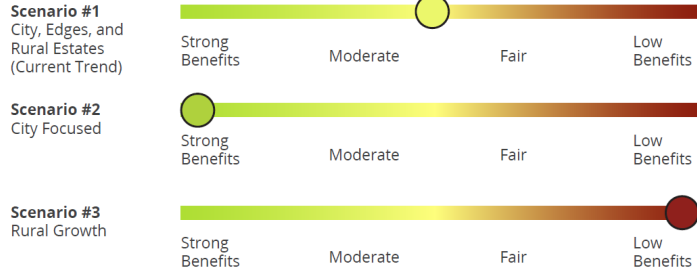 Scenario #1
City, Edges, and
Rural Estates
(Current Trend)
Strong
Benefits
Moderate
Fair
Low
Benefits
Scenario #2
City Focused
Strong
Benefits
Moderate
Fair
Low
Benefits
Scenario #3
Rural Growth
Strong
Benefits
Moderate
Fair
Low
Benefits